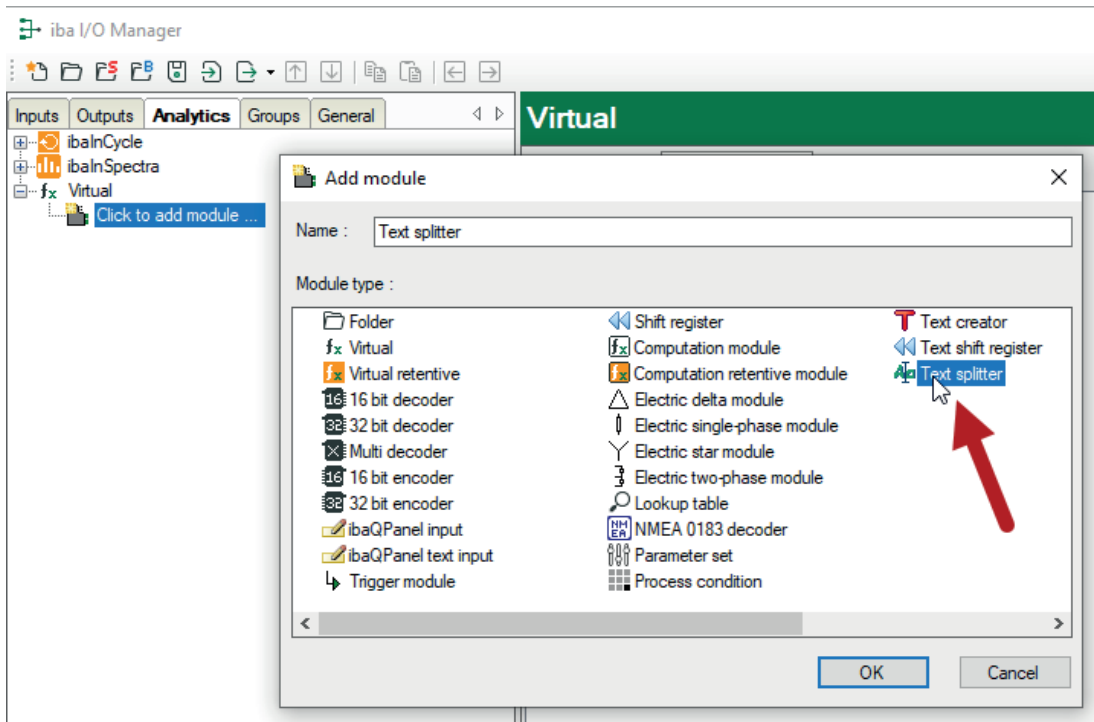 iba I/O Manager
Inputs Outputs Analytics Groups General
Virtual
ibaInCycle
ibaInSpectra
Virtual
Click to add module ...
Add module
Name : Text splitter
Module type :
Folder
Virtual
Virtual retentive
16 bit decoder
32 bit decoder
Multi decoder
16 bit encoder
32 bit encoder
ibaQPanel input
ibaQPanel text input
Trigger module
Shift register
Computation module
Computation retentive module
Electric delta module
Electric single-phase module
Electric star module
Electric two-phase module
Lookup table
NMEA 0183 decoder
Parameter set
Process condition
Text creator
Text shift register
Text splitter
OK Cancel